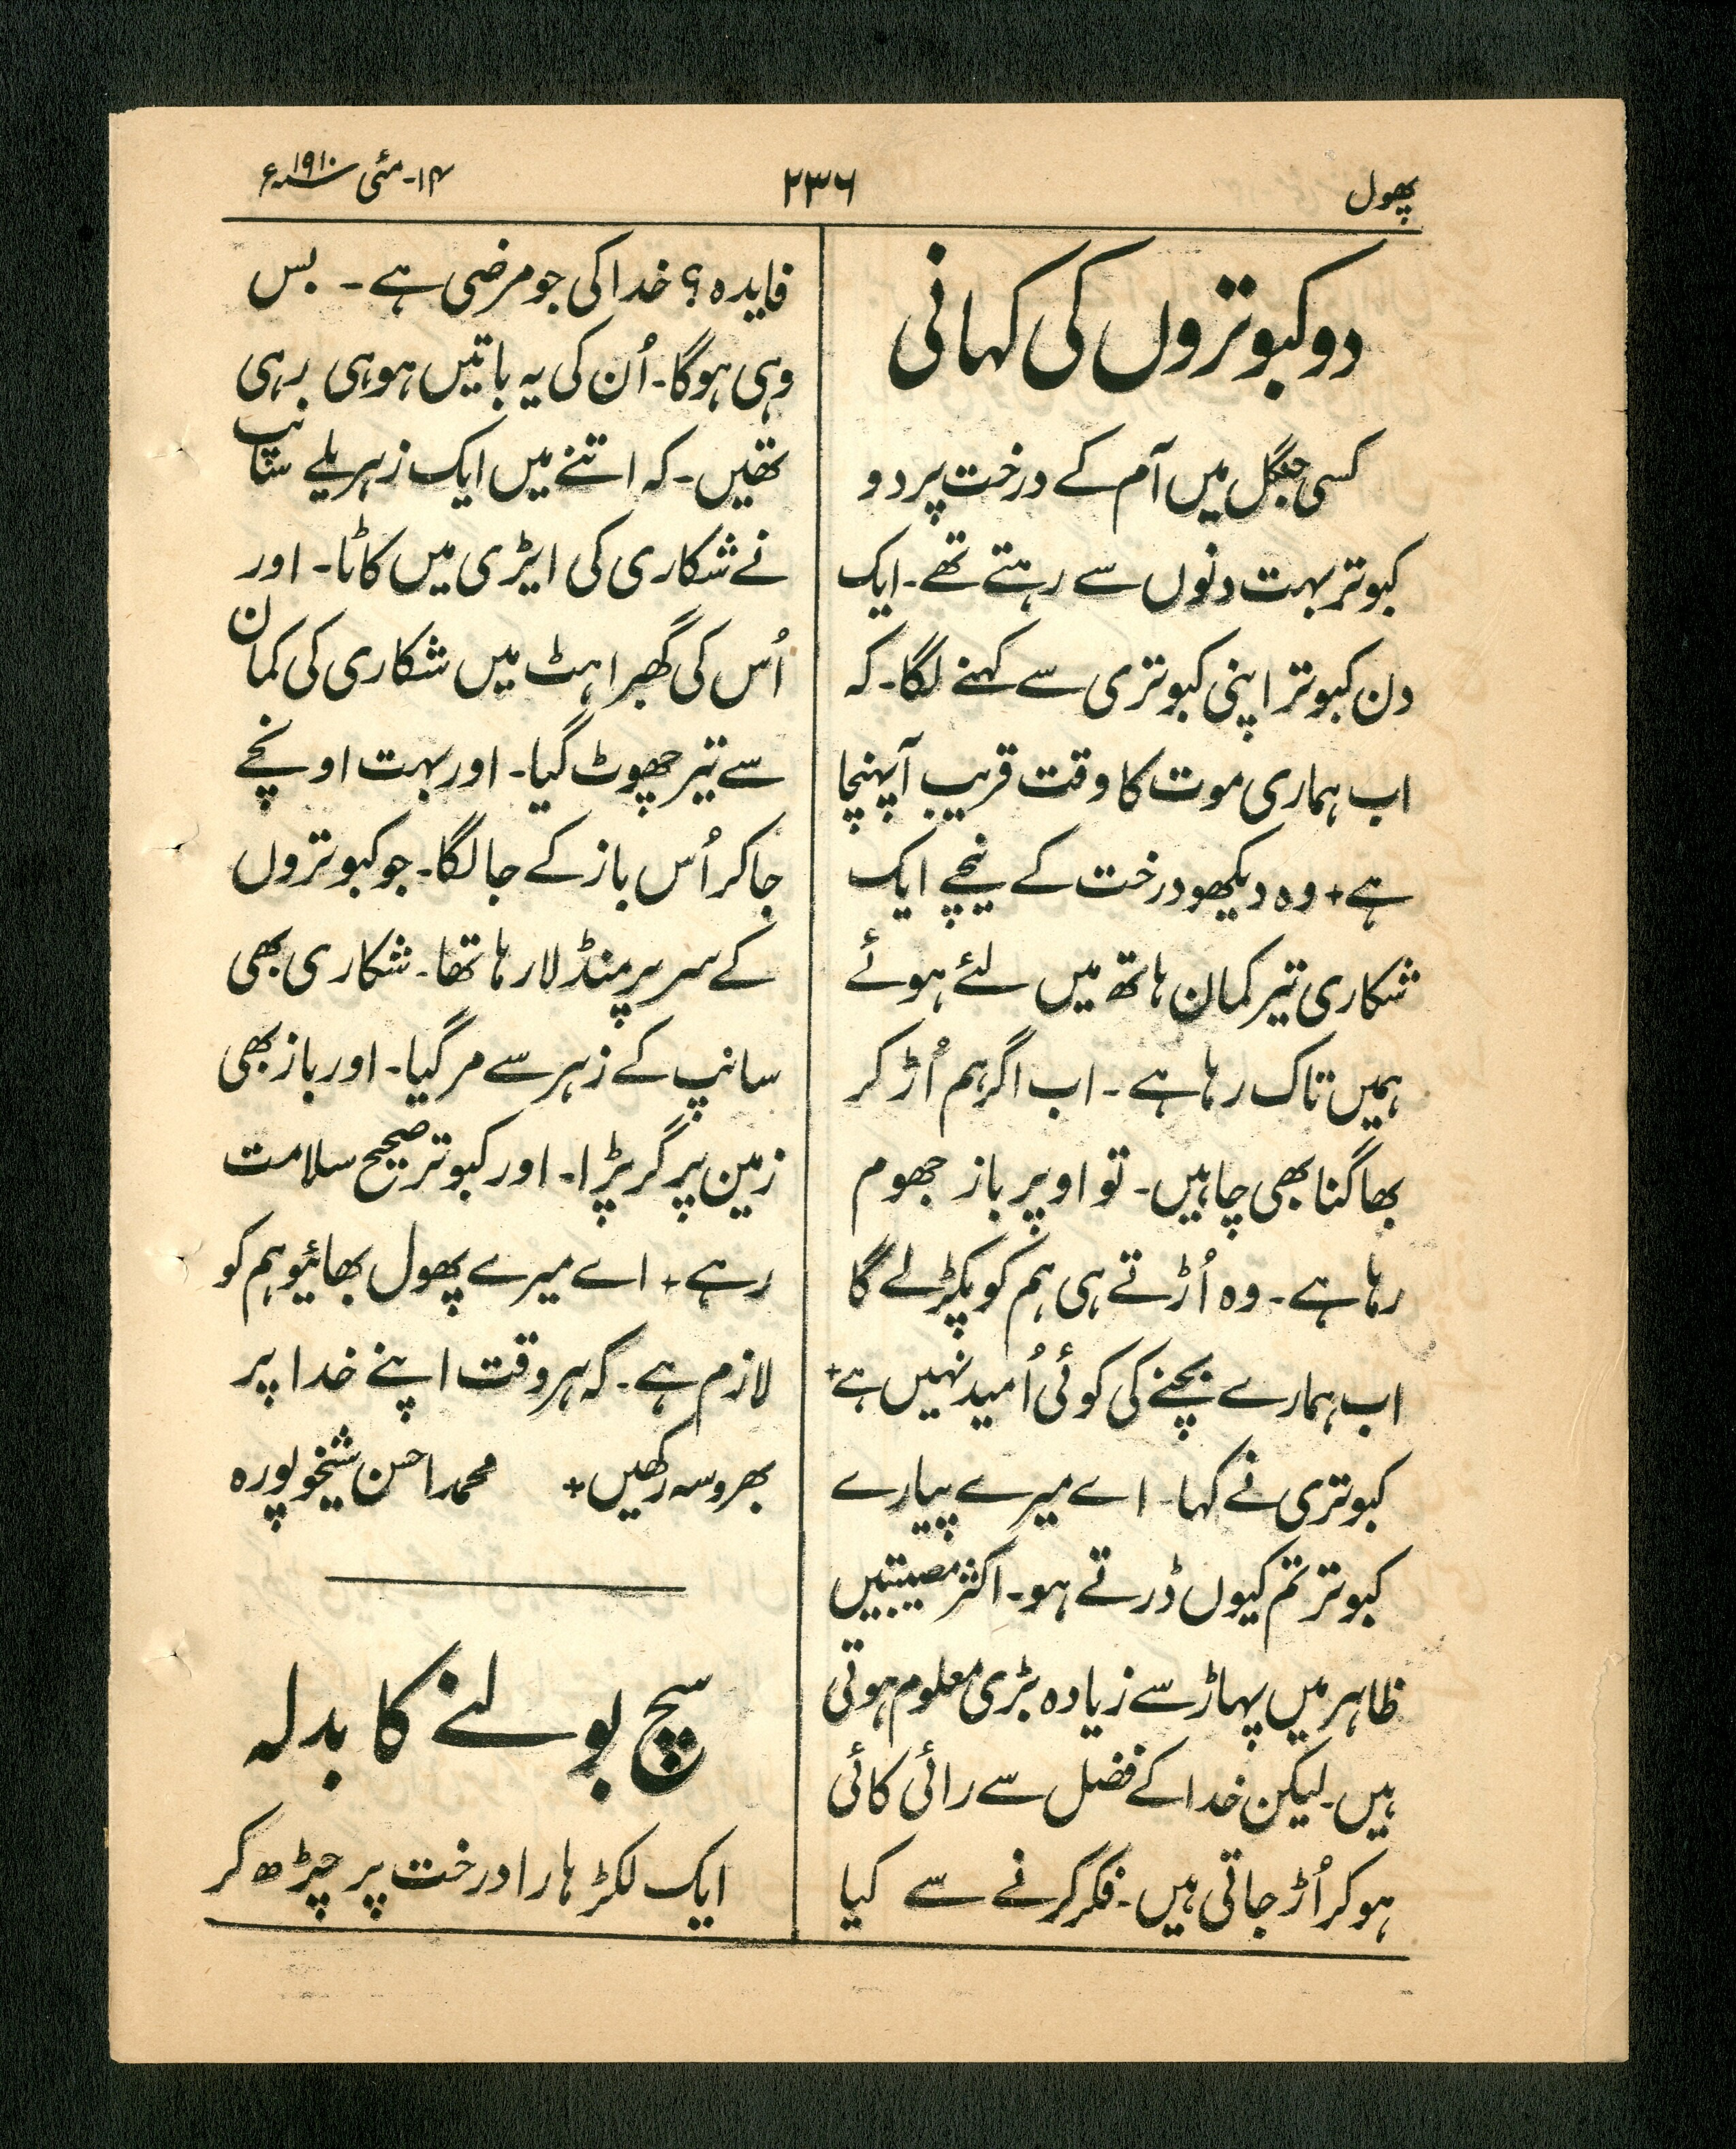 پھول
۲۳۶
۱۴-مئی ۱۹۱۰ء
دو کبوتروں کی کہانی
کسی جنگل میں آم کے درخت پر دو
کبوتر بہت دنوں سے رہتے تھے۔ ایک
دن کبوتر اپنی کبوتری سے کہنے لگا۔ کہ
اب ہماری موت کا وقت قریب آپہنچا
ہے+ وہ دیکھو درخت کے نیچے ایک
شکاری تیر کمان ہاتھ میں لئے ہوئے
ہمیں تاک رہا ہے۔ اب اگر ہم اُڑ کر
بھاگنا بھی چاہیں۔ تو اوپر باز جھوم
رہا ہے۔ وہ اُڑتے ہی ہم کو پکڑ لے گا
اب ہمارے بچنے کی کوئی اُمید نہیں ہے+
کبوتری نے کہا۔ اے میرے پیارے
کبوتر تم کیوں ڈرتے ہو۔ اکثر مصیبتیں
ظاہر میں پہاڑ سے زیادہ بڑی معلوم ہوتی
ہیں۔ لیکن خدا کے فضل سے رائی کائی
ہو کر اُڑ جاتی ہیں۔ فکر کرنے سے کیا
فایدہ؟ خدا کی جو مرضی ہے۔ بس
وہی ہوگا۔ اُن کی یہ باتیں ہو ہی رہی
تھیں۔ کہ اتنے میں ایک زہریلے سانپ
نے شکاری کی ایڑی میں کاٹا۔ اور
اُس کی گھبراہٹ میں شکاری کی کمان
سے تیر چھوٹ گیا۔ اور بہت اونچے
جا کر اُس باز کے جا لگا۔ جو کبوتروں
کے سر پر منڈلا رہا تھا۔ شکاری بھی
سانپ کے زہر سے مر گیا۔ اور باز بھی
زمین پر گر پڑا۔ اور کبوتر صحیح سلامت
رہے+ اے میرے پھول بھائیو ہم کو
لازم ہے۔ کہ ہر وقت اپنے خدا پر
بھروسہ رکھیں+ محمد احسن شیخوپورہ
سچ بولنے کا بدلہ
ایک لکڑ ہارا درخت پر چڑھ کر